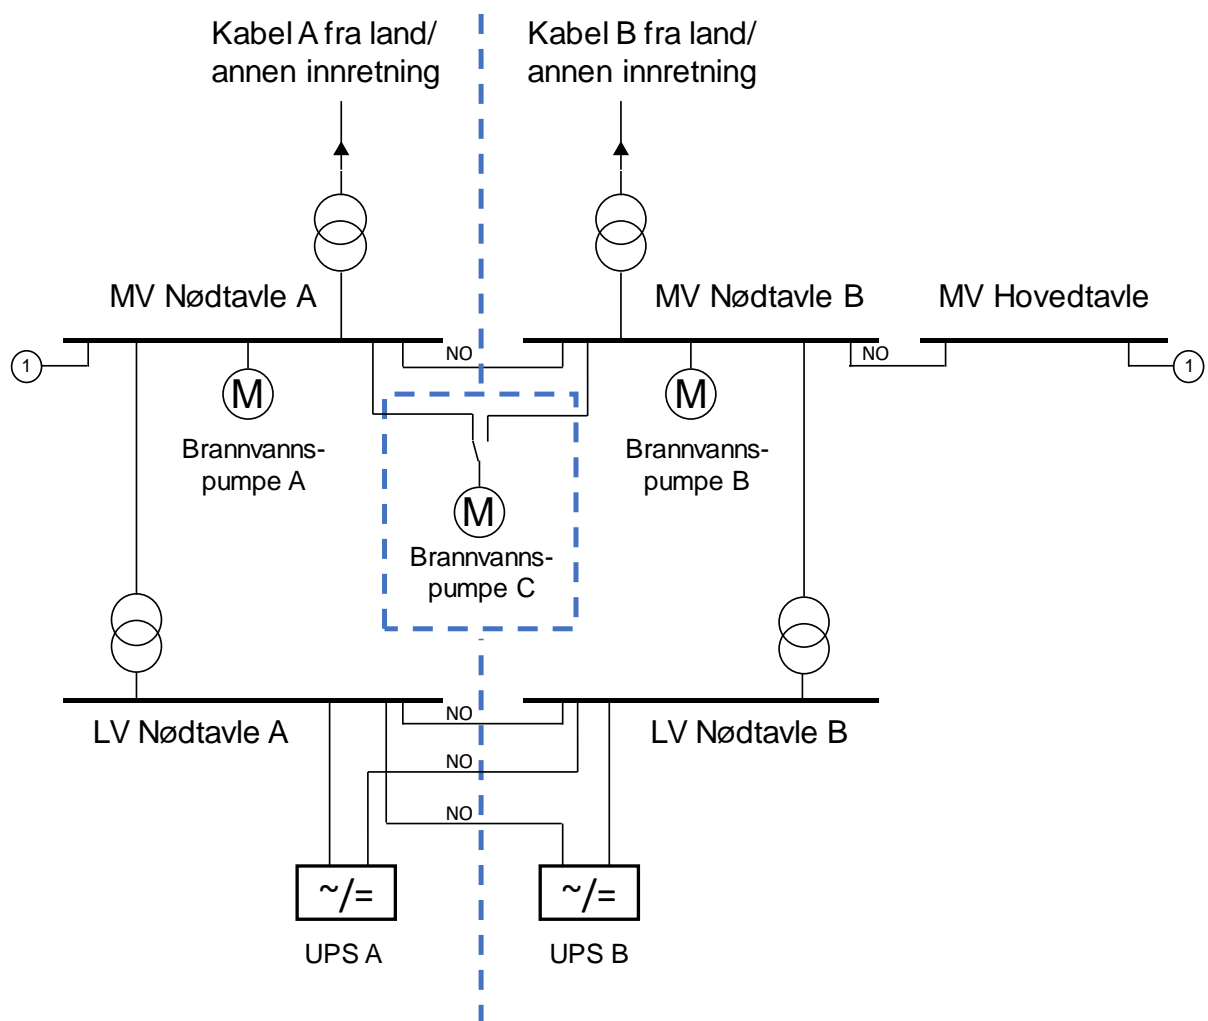 Kabel A fra land/
annen innretning
Kabel B fra land/
annen innretning
MV Nødtavle A
MV Nødtavle B
MV Hovedtavle
NO
NO
1
1
M
M
Brannvanns-
pumpe A
Brannvanns-
pumpe B
M
Brannvanns-
pumpe C
LV Nødtavle A
LV Nødtavle B
NO
NO
NO
~/=
~/=
UPS A
UPS B